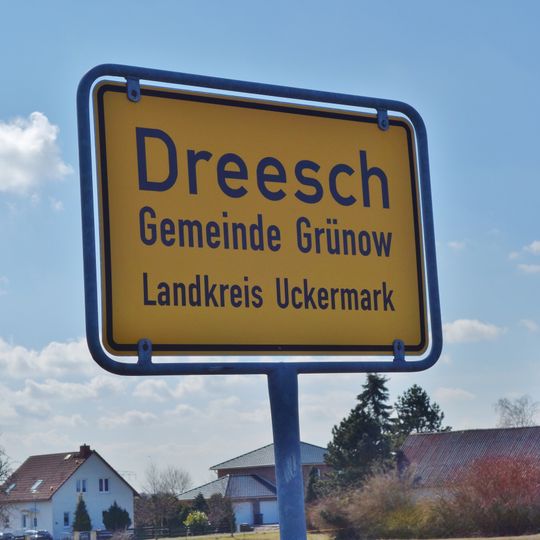 Dreesch
Gemeinde Grünow
Landkreis Uckermark